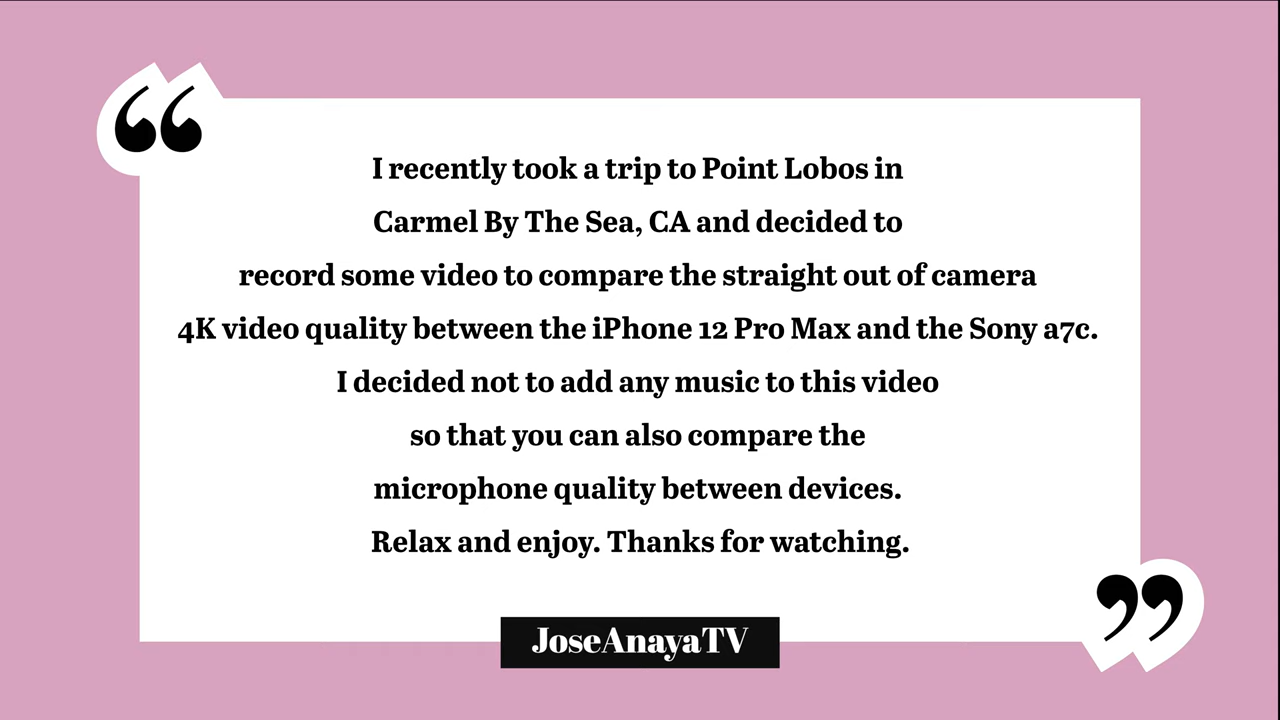 I recently took a trip to Point Lobos in
Carmel By The Sea, CA and decided to
record some video to compare the straight out of camera
4K video quality between the iPhone 12 Pro Max and the Sony a7c.
I decided not to add any music to this video
so that you can also compare the
microphone quality between devices.
Relax and enjoy. Thanks for watching.
JoseAnayaTV